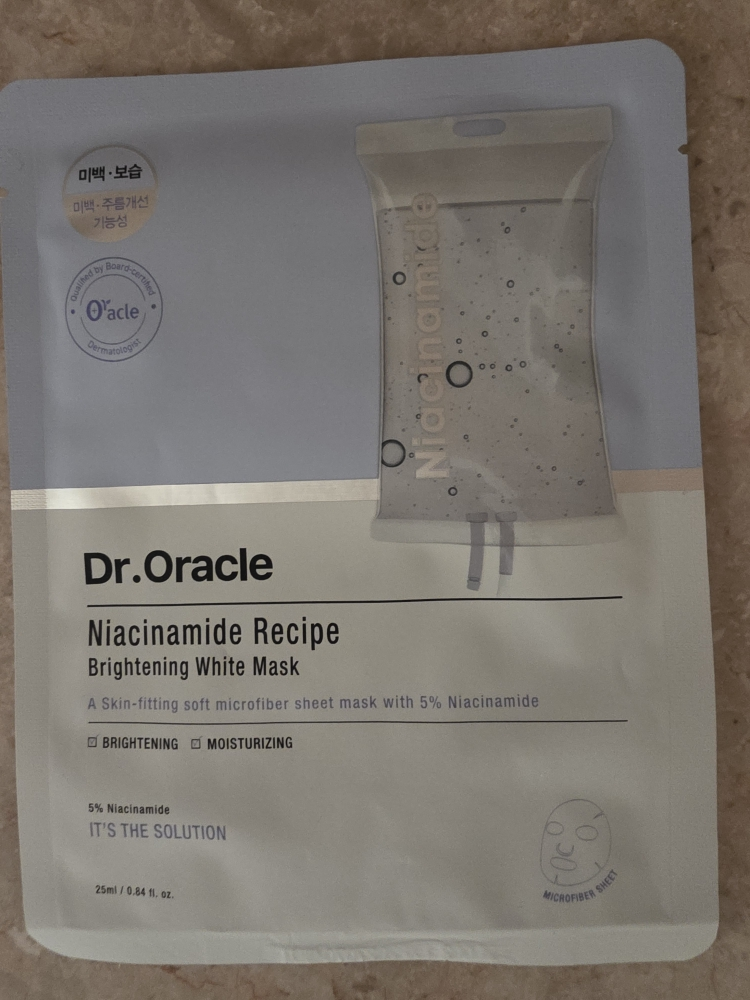 미백·보습
미백·주름개선
기능성
Qualified by Board-certified
Oracle
Dermatologist
Niacinamide
Dr.Oracle
Niacinamide Recipe
Brightening White Mask
A Skin-fitting soft microfiber sheet mask with 5% Niacinamide
BRIGHTENING MOISTURIZING
5% Niacinamide
IT'S THE SOLUTION
25ml / 0.84 fl. oz.
MICROFIBER SHEET